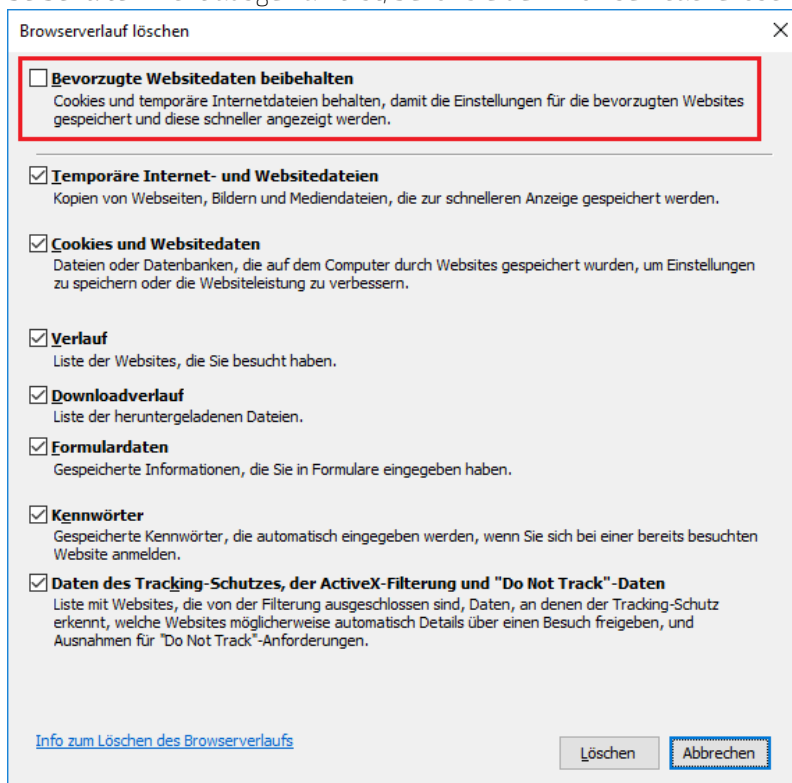 Browserverlauf löschen
Bevorzugte Websitedaten beibehalten
Cookies und temporäre Internetdateien behalten, damit die Einstellungen für die bevorzugten Websites
gespeichert und diese schneller angezeigt werden.
Temporäre Internet- und Websitedateien
Kopien von Webseiten, Bildern und Mediendateien, die zur schnelleren Anzeige gespeichert werden.
Cookies und Websitedaten
Dateien oder Datenbanken, die auf dem Computer durch Websites gespeichert wurden, um Einstellungen
zu speichern oder die Websiteleistung zu verbessern.
Verlauf
Liste der Websites, die Sie besucht haben.
Downloadverlauf
Liste der heruntergeladenen Dateien.
Formulardaten
Gespeicherte Informationen, die Sie in Formulare eingegeben haben.
Kennwörter
Gespeicherte Kennwörter, die automatisch eingegeben werden, wenn Sie sich bei einer bereits besuchten
Website anmelden.
Daten des Tracking-Schutzes, der ActiveX-Filterung und "Do Not Track"-Daten
Liste mit Websites, die von der Filterung ausgeschlossen sind, Daten, an denen der Tracking-Schutz
erkennt, welche Websites möglicherweise automatisch Details über einen Besuch freigeben, und
Ausnahmen für "Do Not Track"-Anforderungen.
Info zum Löschen des Browserverlaufs
Löschen Abbrechen